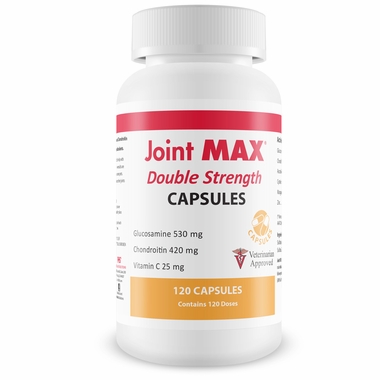 Joint MAX®
Double Strength
CAPSULES
CAPSULES
Glucosamine 530 mg
Chondroitin 420 mg
Vitamin C 25 mg
Veterinarian
Approved
120 CAPSULES
Contains 120 Doses